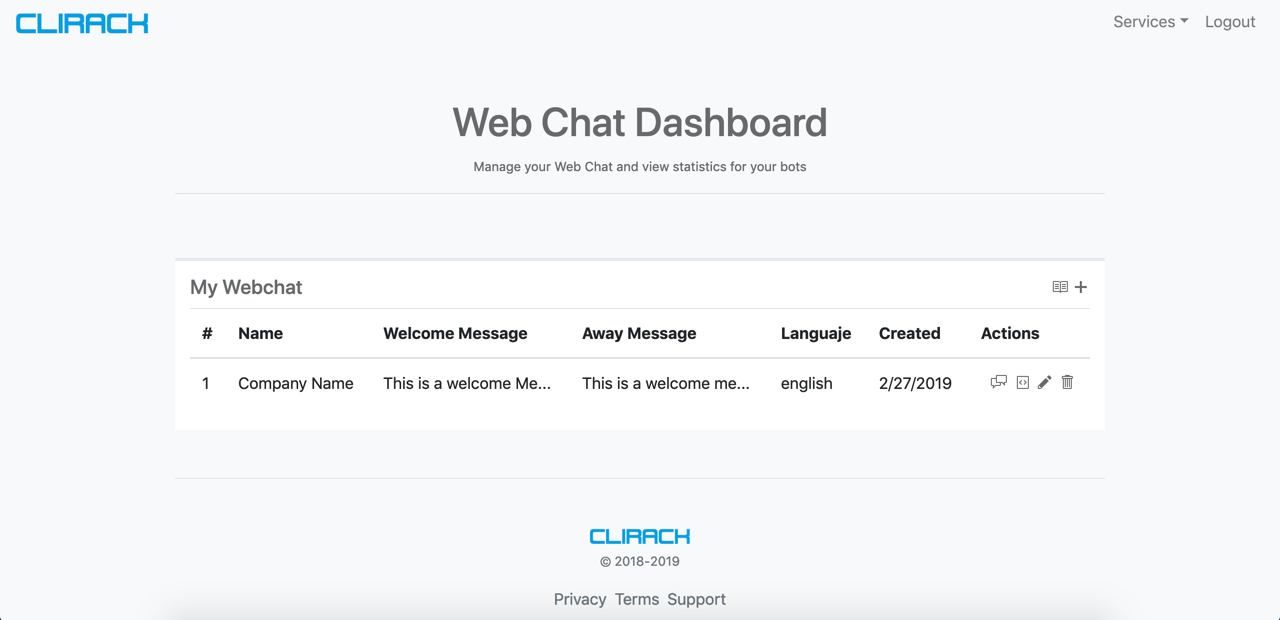 CLIRACK
Services Logout
Web Chat Dashboard
Manage your Web Chat and view statistics for your bots
My Webchat
# Name Welcome Message Away Message Languaje Created Actions
1 Company Name This is a welcome Me... This is a welcome me... english 2/27/2019
CLIRACK
© 2018-2019
Privacy Terms Support